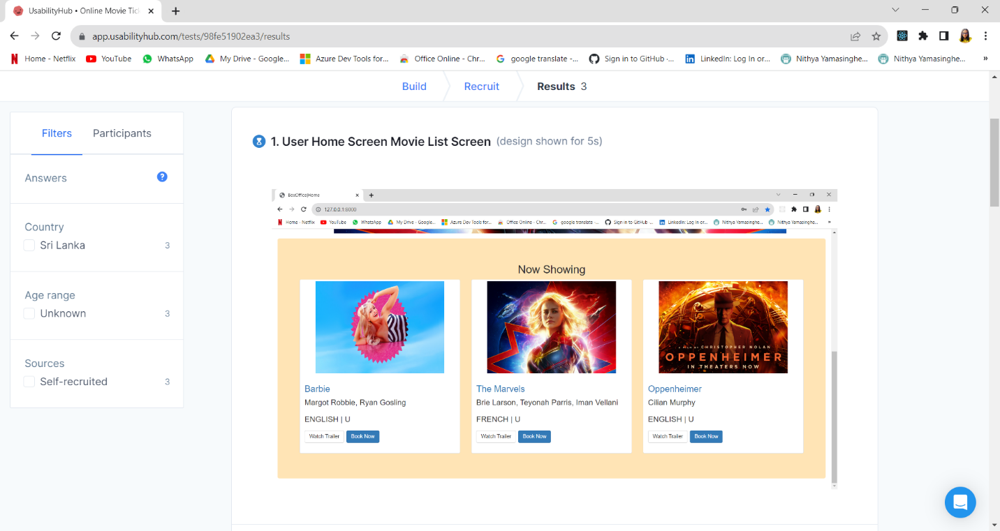 UsabilityHub • Online Movie Tic
app.usabilityhub.com/tests/98fe51902ea3/results
Home - Netflix YouTube WhatsApp My Drive - Google... Azure Dev Tools for... Office Online - Chr... google translate -... Sign in to GitHub ·... LinkedIn: Log In or... Nithya Yamasinghe... Nithya Yamasinghe... »
Build Recruit Results 3
Filters Participants
Answers ?
Country
Sri Lanka 3
Age range
Unknown 3
Sources
Self-recruited 3
1. User Home Screen Movie List Screen (design shown for 5s)
BoxOffice|Home
127.0.0.1:8000
Home - Netflix YouTube WhatsApp My Drive - Google... Azure Dev Tools for... Office Online - Chr... google translate -... Sign in to GitHub ·... LinkedIn: Log In or... Nithya Yamasinghe... Nithya Yamasinghe... »
Now Showing
CHRISTOPHER NOLAN
OPPENHEIMER
IN THEATERS NOW
Barbie The Marvels Oppenheimer
Margot Robbie, Ryan Gosling Brie Larson, Teyonah Parris, Iman Vellani Cilian Murphy
ENGLISH | U FRENCH | U ENGLISH | U
Watch Trailer Book Now Watch Trailer Book Now Watch Trailer Book Now